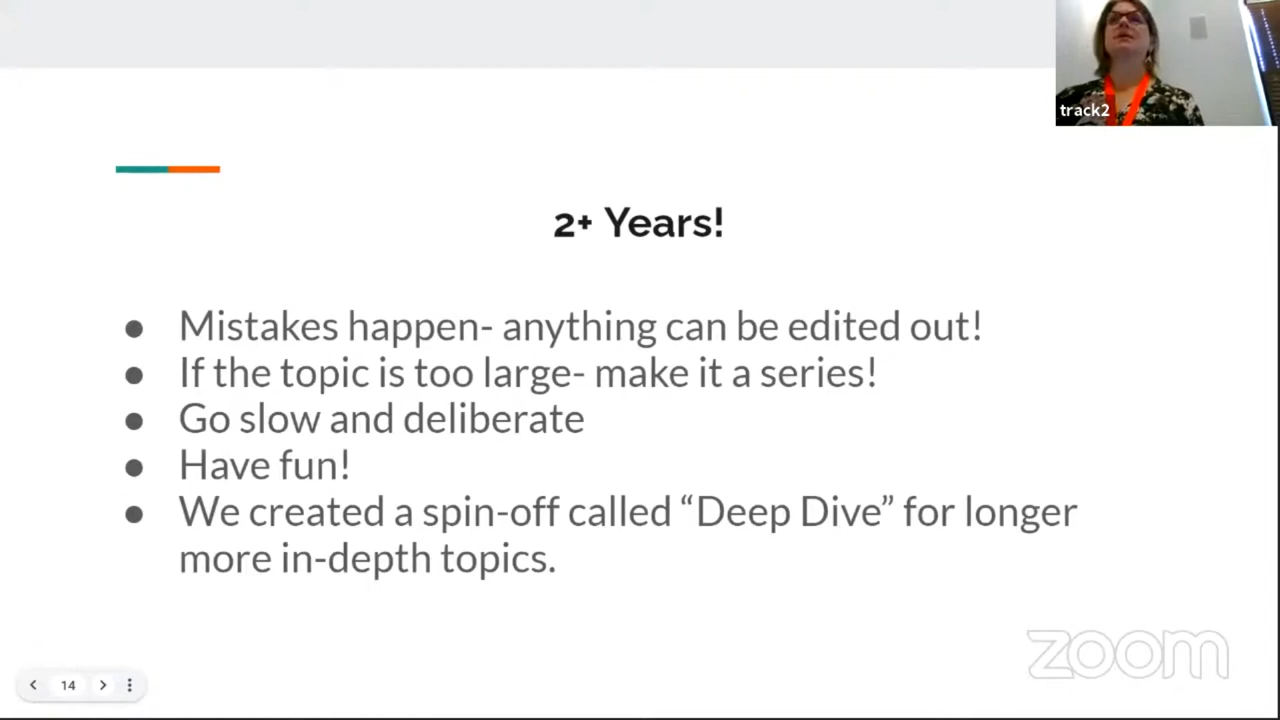 track2
2+ Years!
● Mistakes happen- anything can be edited out!
● If the topic is too large- make it a series!
● Go slow and deliberate
● Have fun!
● We created a spin-off called “Deep Dive” for longer
more in-depth topics.
zoom
14